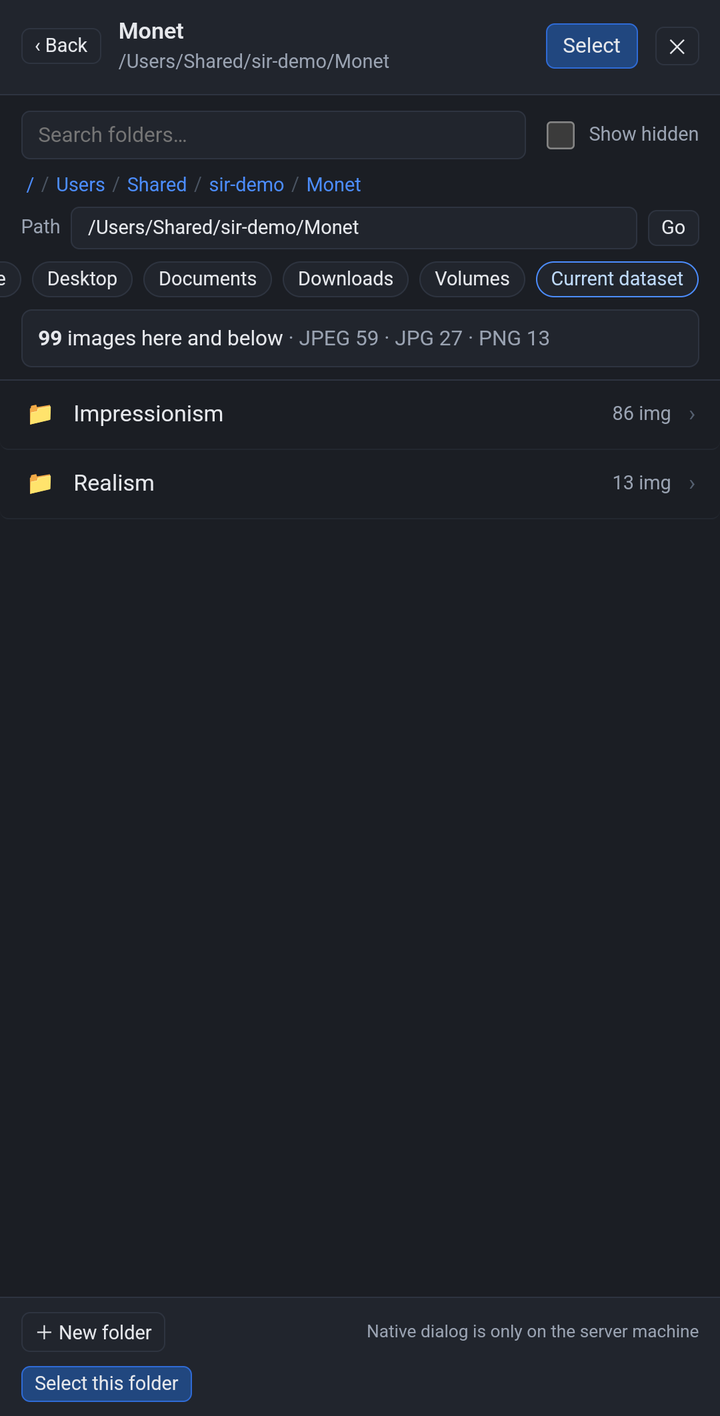 ‹ Back
Monet
/Users/Shared/sir-demo/Monet
Select
Search folders…
Show hidden
/ / Users / Shared / sir-demo / Monet
Path /Users/Shared/sir-demo/Monet Go
e Desktop Documents Downloads Volumes Current dataset
99 images here and below · JPEG 59 · JPG 27 · PNG 13
Impressionism 86 img ›
Realism 13 img ›
+ New folder
Native dialog is only on the server machine
Select this folder